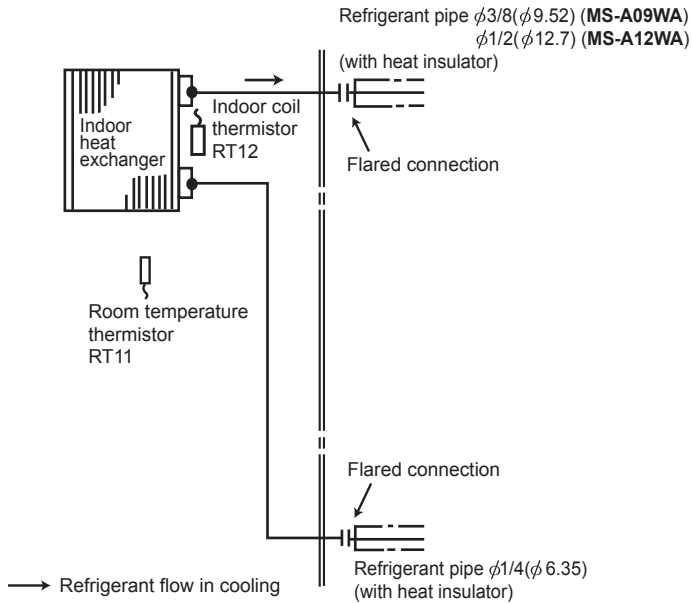 Refrigerant pipe ϕ3/8(ϕ9.52) (MS-A09WA)
ϕ1/2(ϕ12.7) (MS-A12WA)
(with heat insulator)
Indoor coil
thermistor
RT12
Indoor
heat
exchanger
Flared connection
Room temperature
thermistor
RT11
Flared connection
Refrigerant pipe ϕ1/4(ϕ 6.35)
(with heat insulator)
Refrigerant flow in cooling